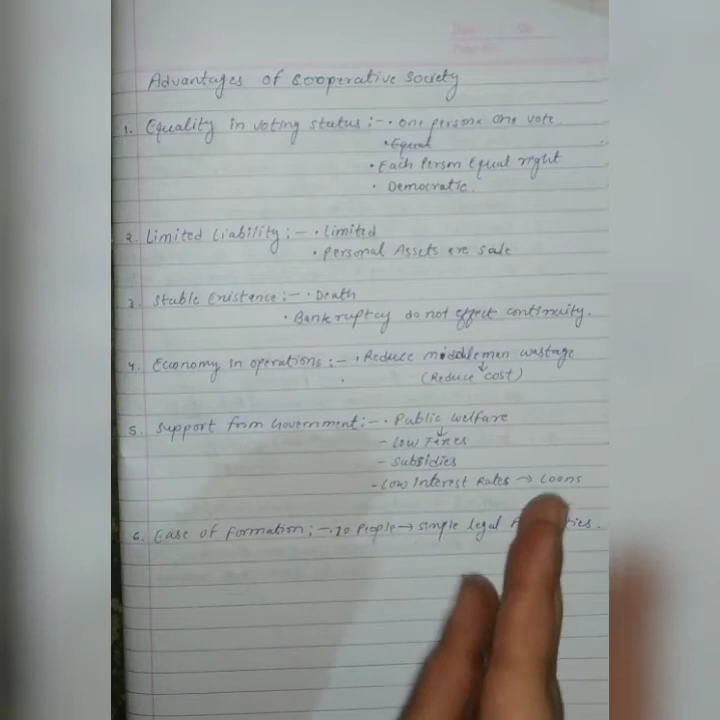 Advantages of Cooperative Society
1. Equality in voting status :- • One person one vote
• Equal
• Each Person Equal right
• Democratic.
2. Limited Liability :- • Limited
• Personal Assets are safe
3. Stable Existence :- • Death
• Bankruptcy do not effect continuity.
4. Economy in operations :- • Reduce middleman wastage
↓
(Reduce cost)
5. Support from Government :- • Public welfare
↓
- Low Taxes
- Subsidies
- Low Interest Rates → Loans
6. Ease of Formation :- • 10 People → simple legal